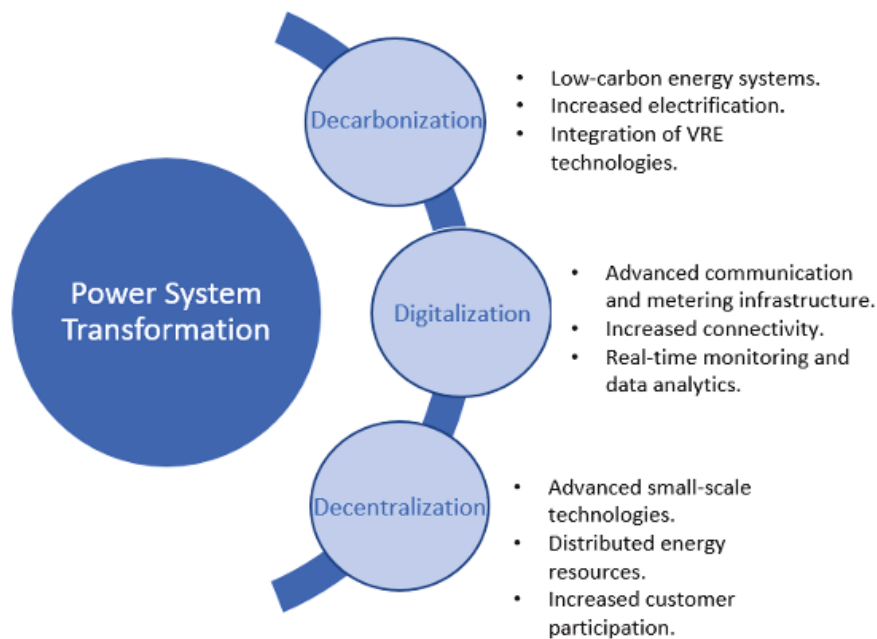 Power System
Transformation
Decarbonization
• Low-carbon energy systems.
• Increased electrification.
• Integration of VRE
technologies.
Digitalization
• Advanced communication
and metering infrastructure.
• Increased connectivity.
• Real-time monitoring and
data analytics.
Decentralization
• Advanced small-scale
technologies.
• Distributed energy
resources.
• Increased customer
participation.